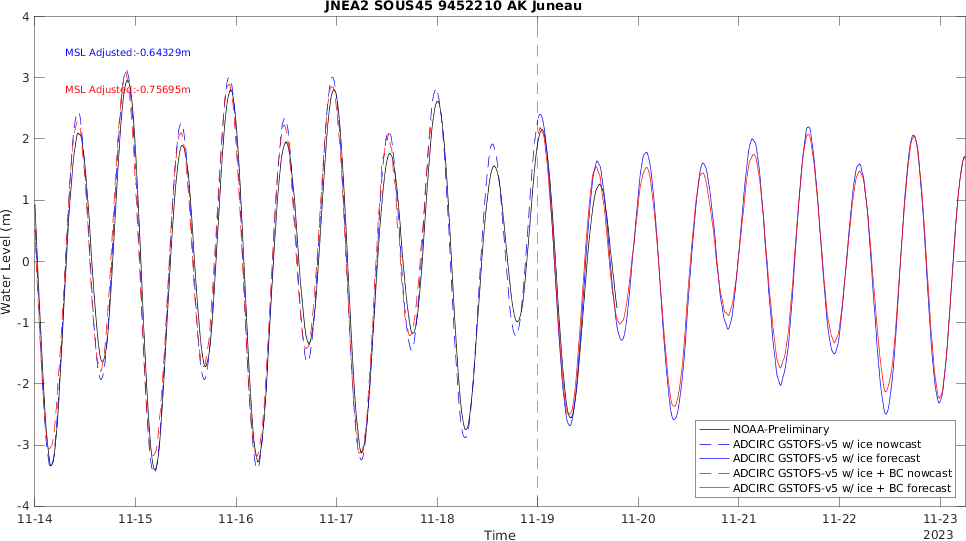 JNEA2 SOUS45 9452210 AK Juneau
MSL Adjusted:-0.64329m
MSL Adjusted:-0.75695m
4
3
2
1
0
-1
-2
-3
-4
Water Level (m)
NOAA-Preliminary
ADCIRC GSTOFS-v5 w/ ice nowcast
ADCIRC GSTOFS-v5 w/ ice forecast
ADCIRC GSTOFS-v5 w/ ice + BC nowcast
ADCIRC GSTOFS-v5 w/ ice + BC forecast
11-14 11-15 11-16 11-17 11-18 11-19 11-20 11-21 11-22 11-23
Time
2023